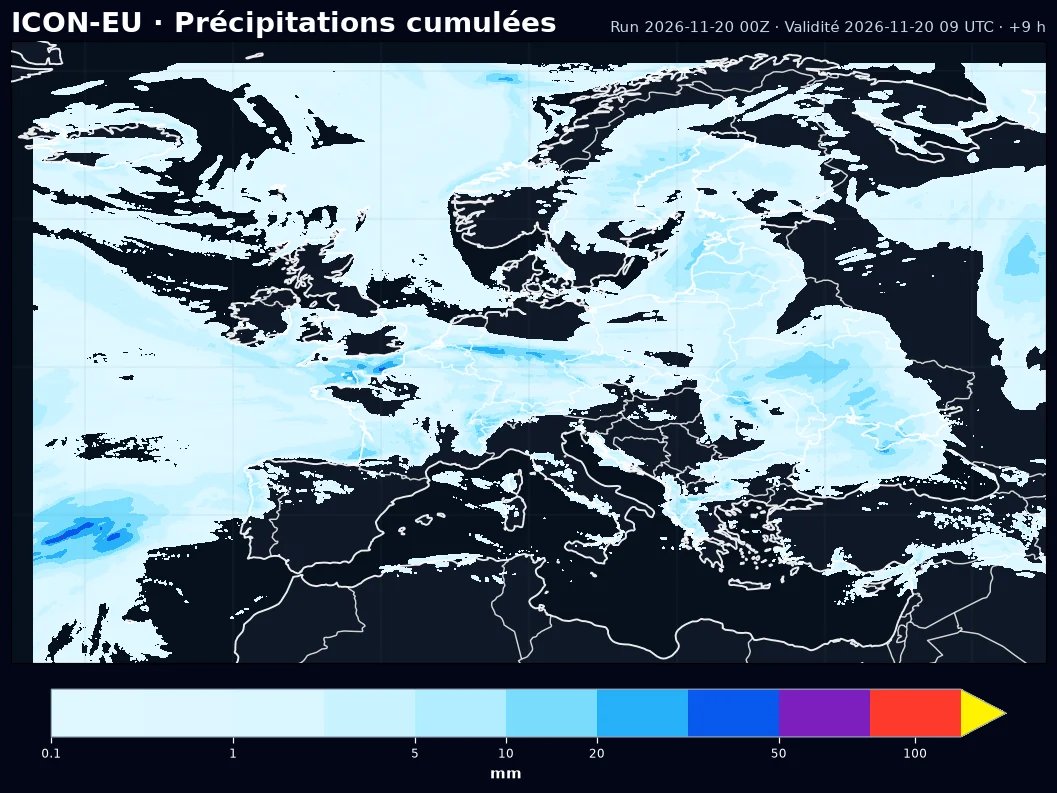 ICON-EU · Précipitations cumulées
Run 2026-11-20 00Z · Validité 2026-11-20 09 UTC · +9 h
0.1 1 5 10 20 50 100
mm